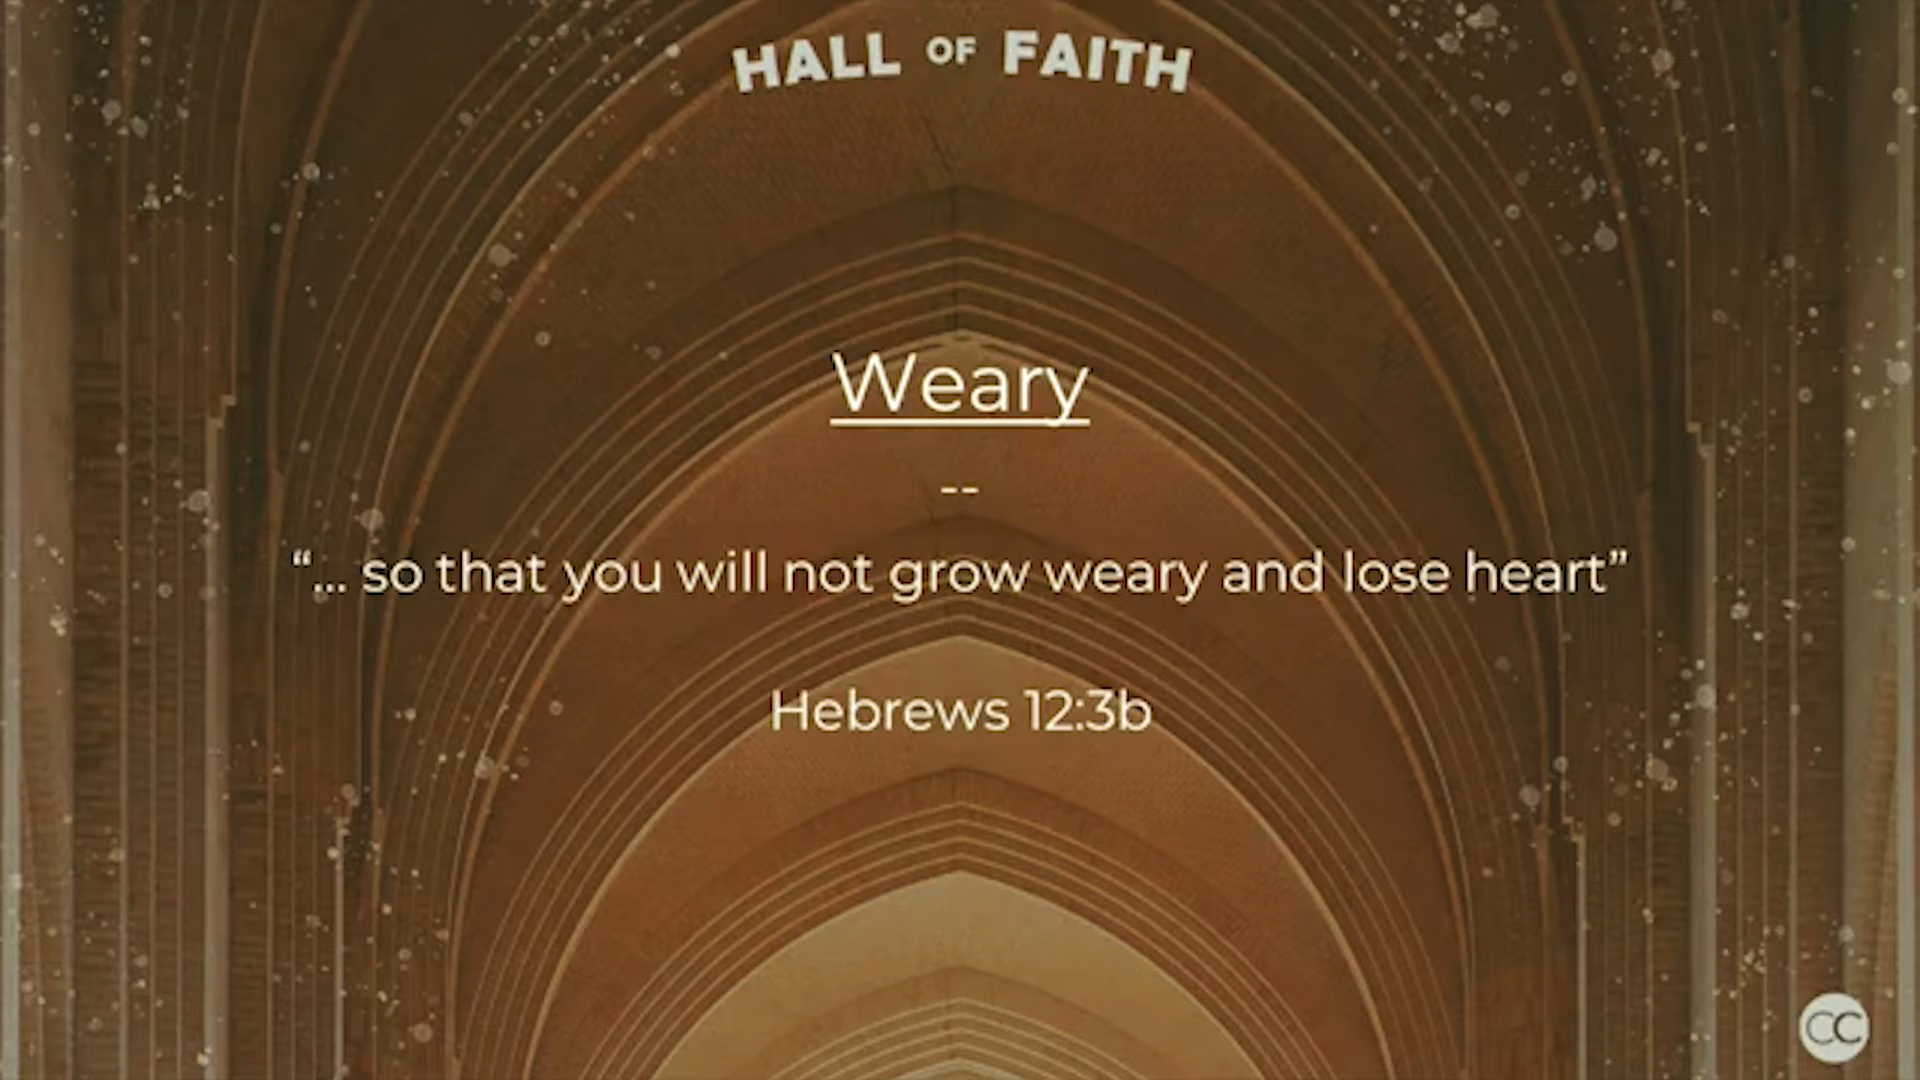 HALL OF FAITH
Weary
--
“... so that you will not grow weary and lose heart”
Hebrews 12:3b
CC